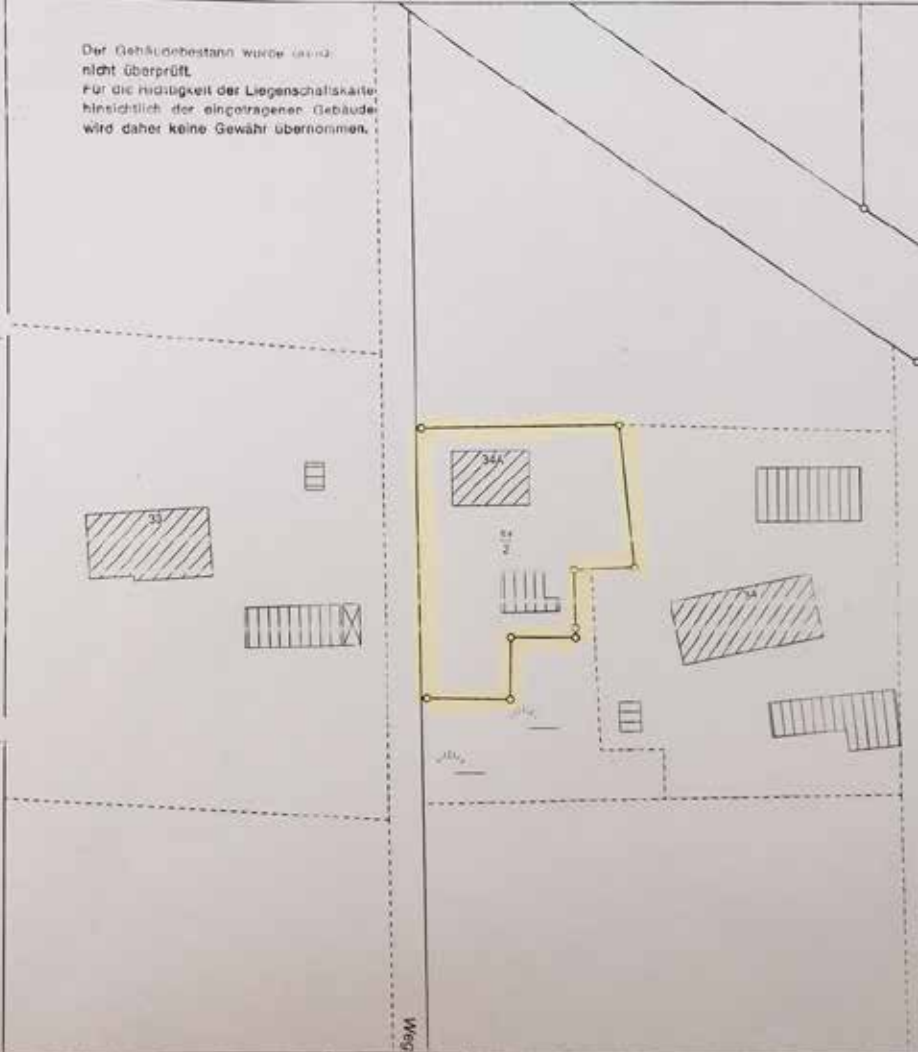 Der Gebäudebestand wurde
nicht überprüft.
Für die Richtigkeit der Liegenschaftskarte
hinsichtlich der eingetragenen Gebäude
wird daher keine Gewähr übernommen.
34A
33
2
34
Weg